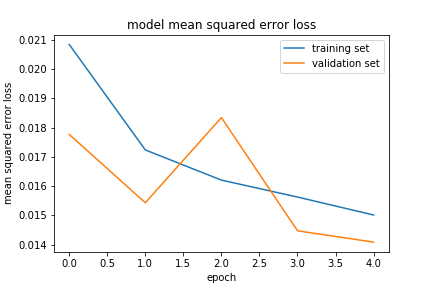 model mean squared error loss
training set
validation set
mean squared error loss
0.021
0.020
0.019
0.018
0.017
0.016
0.015
0.014
0.0 0.5 1.0 1.5 2.0 2.5 3.0 3.5 4.0
epoch